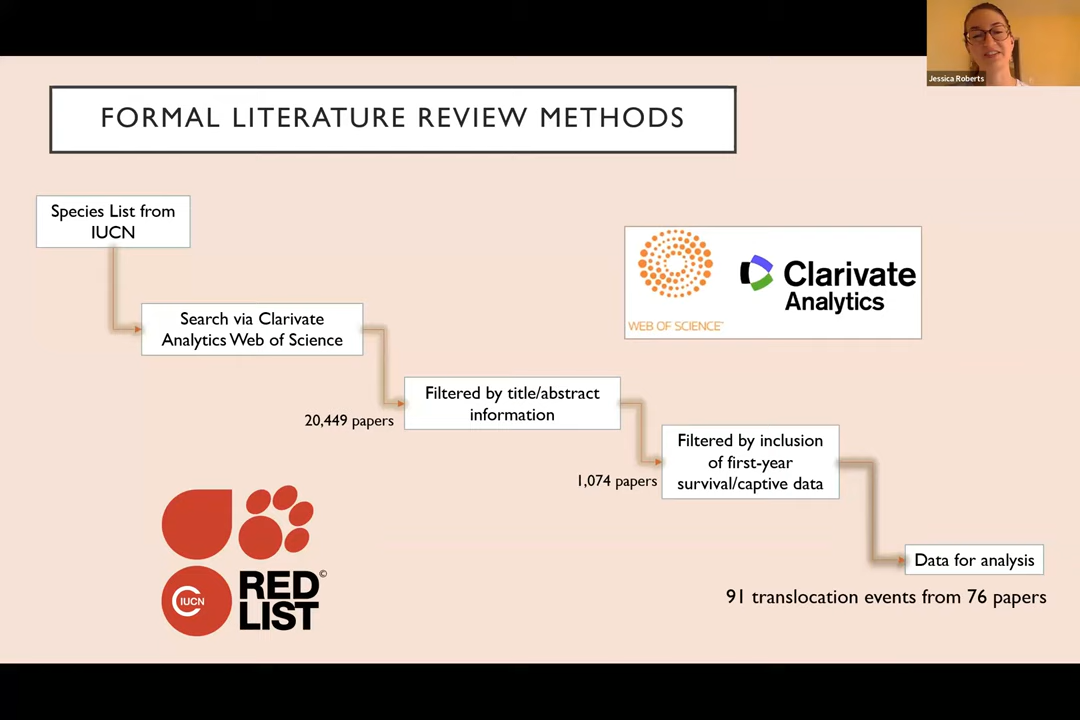 Jessica Roberts
FORMAL LITERATURE REVIEW METHODS
Species List from
IUCN
Search via Clarivate
Analytics Web of Science
WEB OF SCIENCE™
Clarivate
Analytics
20,449 papers
Filtered by title/abstract
information
1,074 papers
Filtered by inclusion
of first-year
survival/captive data
Data for analysis
91 translocation events from 76 papers
IUCN
RED
LIST
©